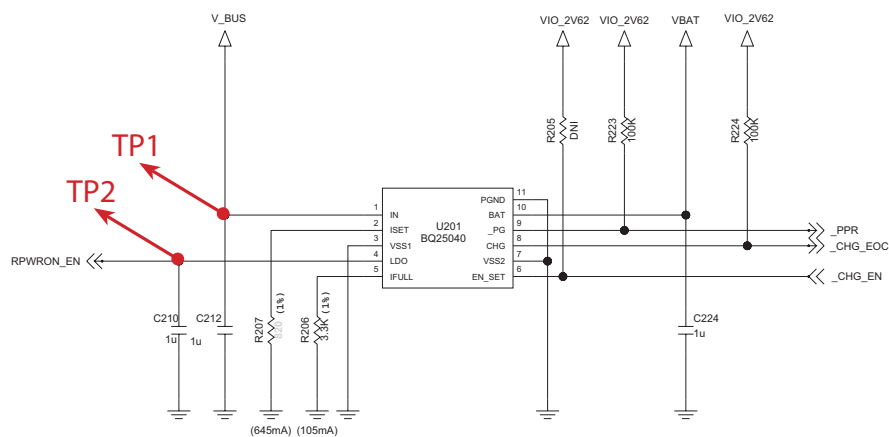 V_BUS
VIO_2V62
VIO_2V62
VBAT
VIO_2V62
R205
DNI
R223
100K
R224
100K
TP1
TP2
1
2
3
4
5
IN
ISET
VSS1
LDO
IFULL
U201
BQ25040
PGND
BAT
_PG
CHG
VSS2
EN_SET
11
10
9
8
7
6
_PPR
_CHG_EOC
_CHG_EN
RPWRON_EN
C210
1u
C212
1u
R207
820 (1%)
R206
3.3K (1%)
C224
1u
(645mA) (105mA)